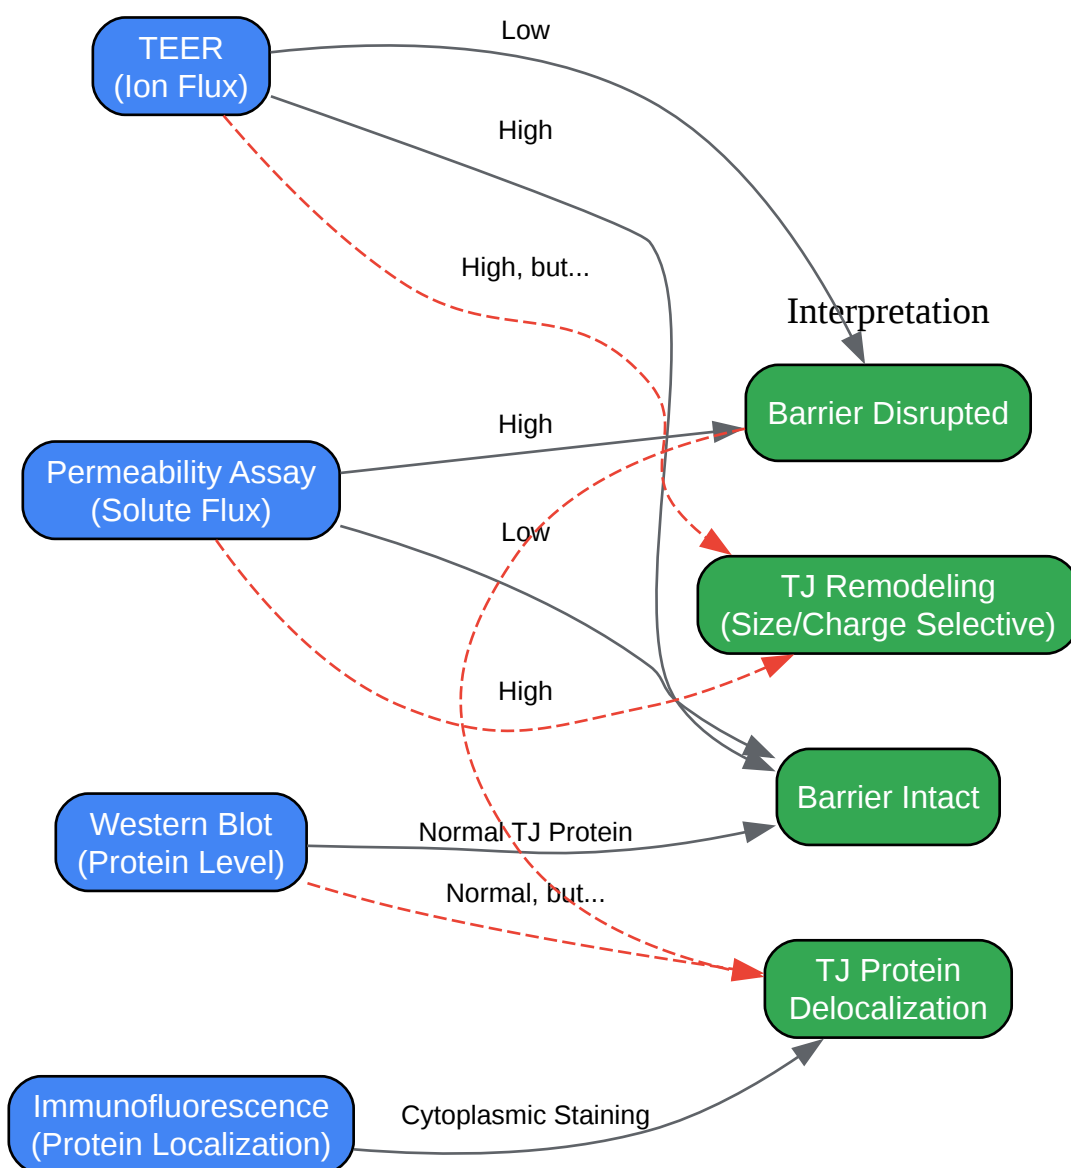 Low
TEER
(Ion Flux)
High
High, but...
Interpretation
Barrier Disrupted
High
Permeability Assay
(Solute Flux)
Low
TJ Remodeling
(Size/Charge Selective)
High
Barrier Intact
Western Blot
(Protein Level)
Normal TJ Protein
Normal, but...
TJ Protein
Delocalization
Immunofluorescence
(Protein Localization)
Cytoplasmic Staining